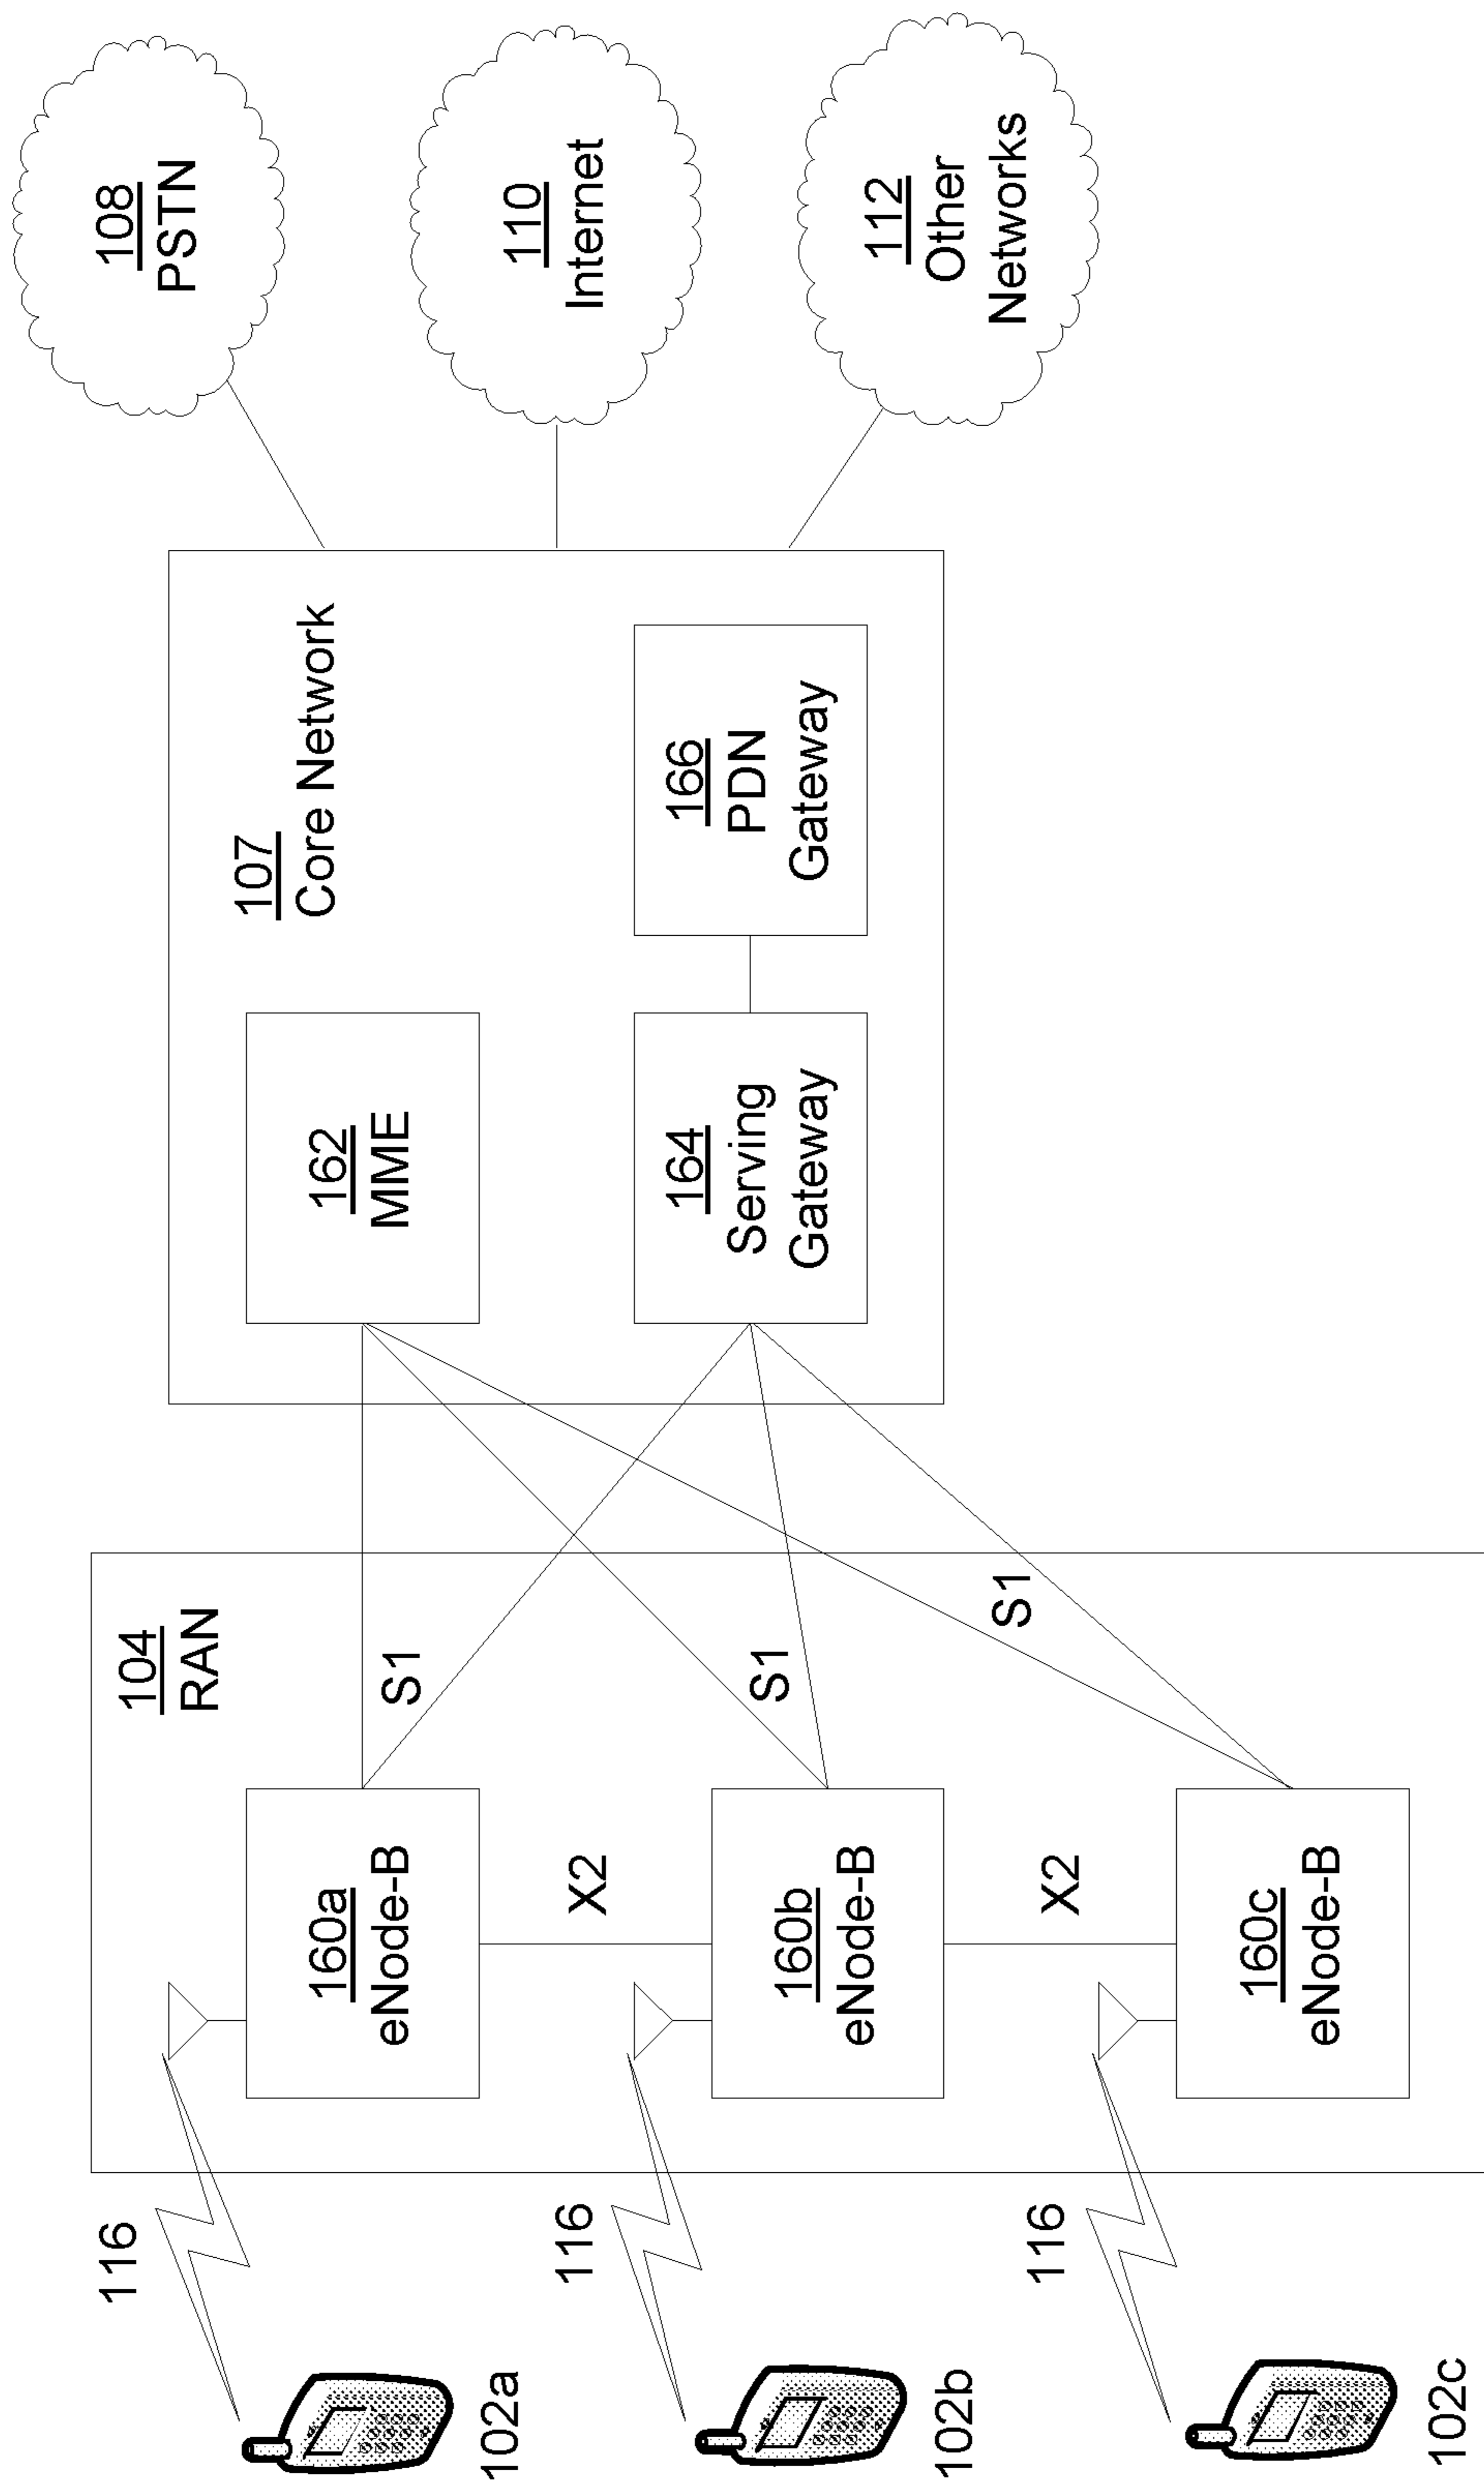 116
102a
104
RAN
160a
eNode-B
S1
X2
116
102b
160b
eNode-B
S1
X2
116
102c
160c
eNode-B
S1
107
Core Network
162
MME
164
Serving
Gateway
166
PDN
Gateway
108
PSTN
110
Internet
112
Other
Networks